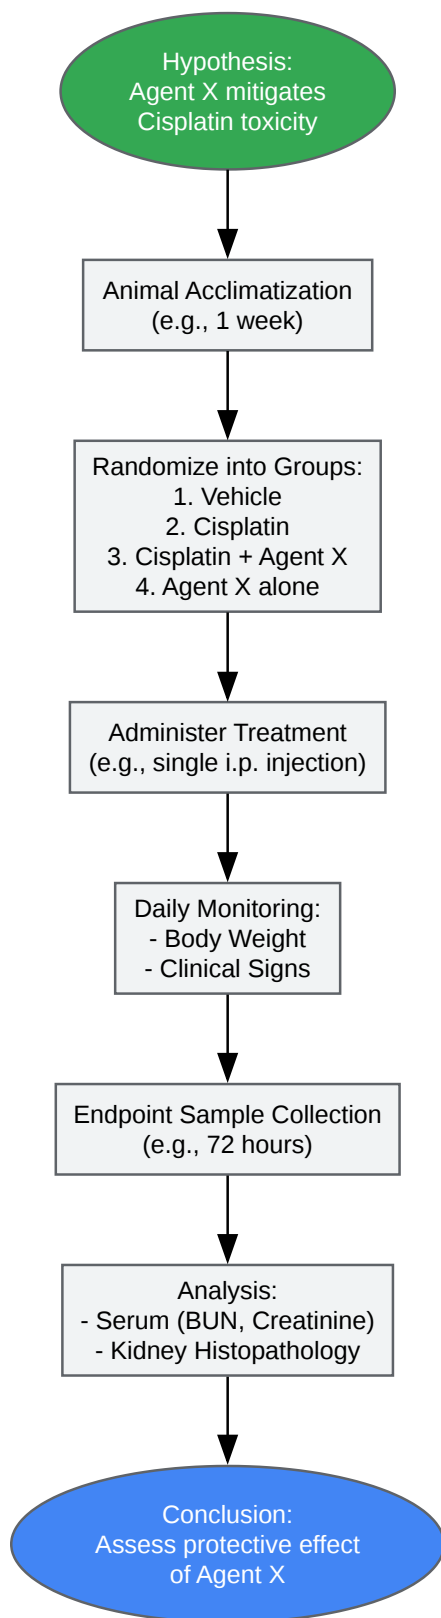 Hypothesis:
Agent X mitigates
Cisplatin toxicity
Animal Acclimatization
(e.g., 1 week)
Randomize into Groups:
1. Vehicle
2. Cisplatin
3. Cisplatin + Agent X
4. Agent X alone
Administer Treatment
(e.g., single i.p. injection)
Daily Monitoring:
- Body Weight
- Clinical Signs
Endpoint Sample Collection
(e.g., 72 hours)
Analysis:
- Serum (BUN, Creatinine)
- Kidney Histopathology
Conclusion:
Assess protective effect
of Agent X